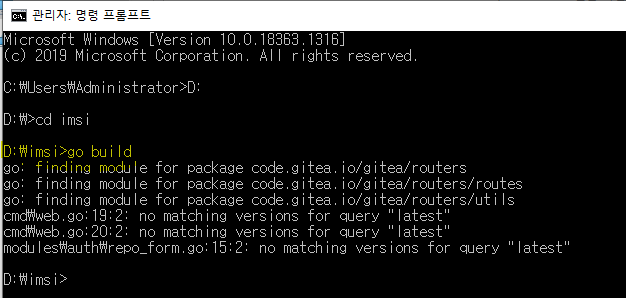 관리자: 명령 프롬프트
Microsoft Windows [Version 10.0.18363.1316]
(c) 2019 Microsoft Corporation. All rights reserved.
C:₩Users₩Administrator>D:
D:₩>cd imsi
D:₩imsi>go build
go: finding module for package code.gitea.io/gitea/routers
go: finding module for package code.gitea.io/gitea/routers/routes
go: finding module for package code.gitea.io/gitea/routers/utils
cmd₩web.go:19:2: no matching versions for query "latest"
cmd₩web.go:20:2: no matching versions for query "latest"
modules₩auth₩repo_form.go:15:2: no matching versions for query "latest"
D:₩imsi>